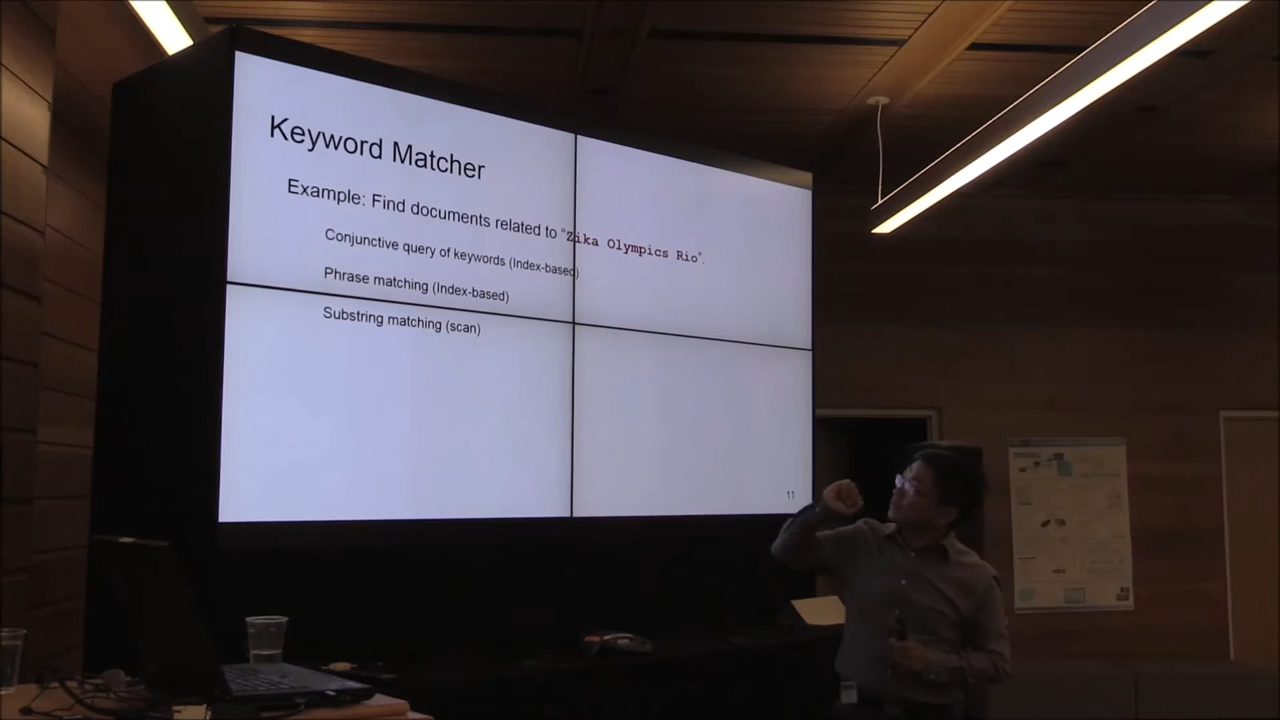 Keyword Matcher
Example: Find documents related to "Zika Olympics Rio".
Conjunctive query of keywords (Index-based)
Phrase matching (Index-based)
Substring matching (scan)
11